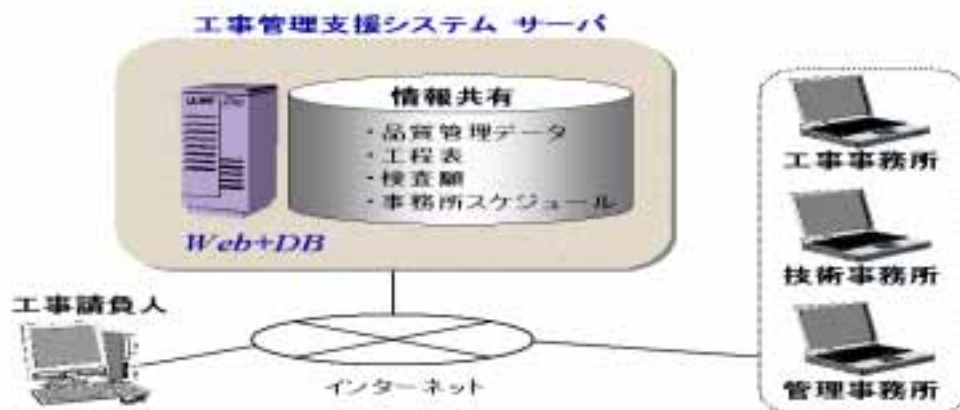 工事管理支援システム サーバ
情報共有
・品質管理データ
・工程表
・検査願
・事務所スケジュール
Web+DB
工事請負人
インターネット
工事事務所
技術事務所
管理事務所